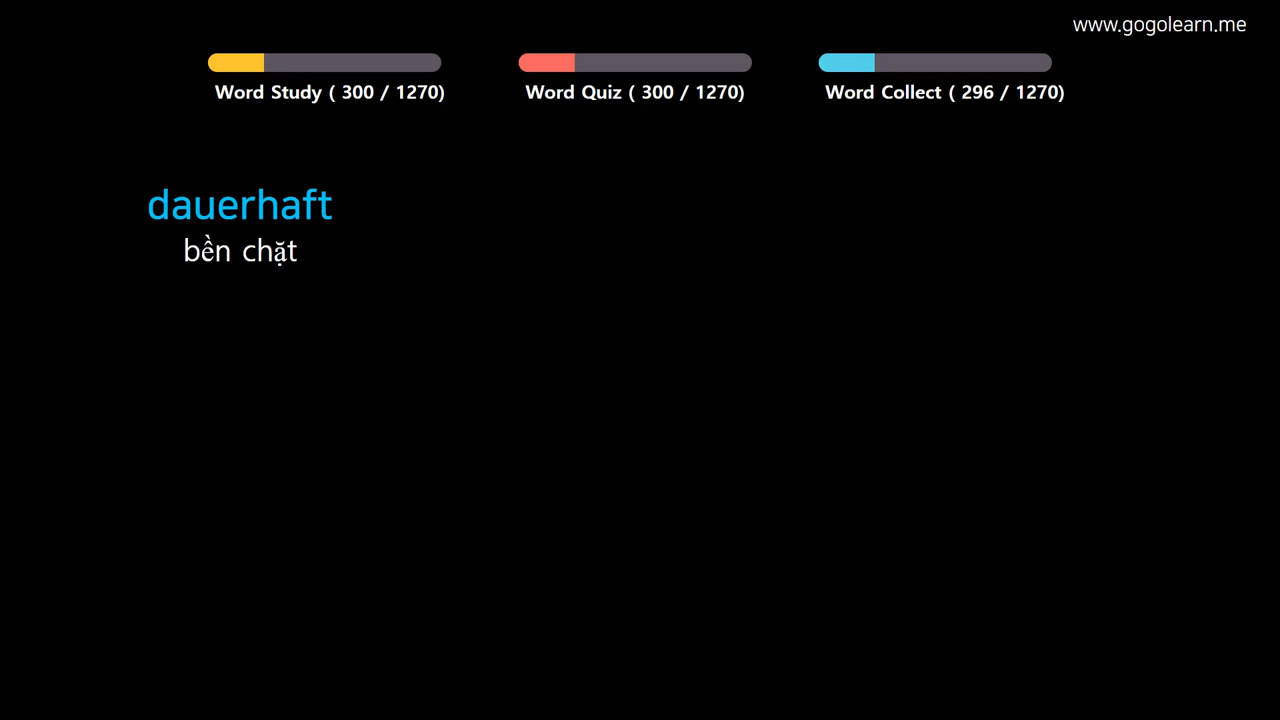 www.gogolearn.me
Word Study ( 300 / 1270)
Word Quiz ( 300 / 1270)
Word Collect ( 296 / 1270)
dauerhaft
bền chặt